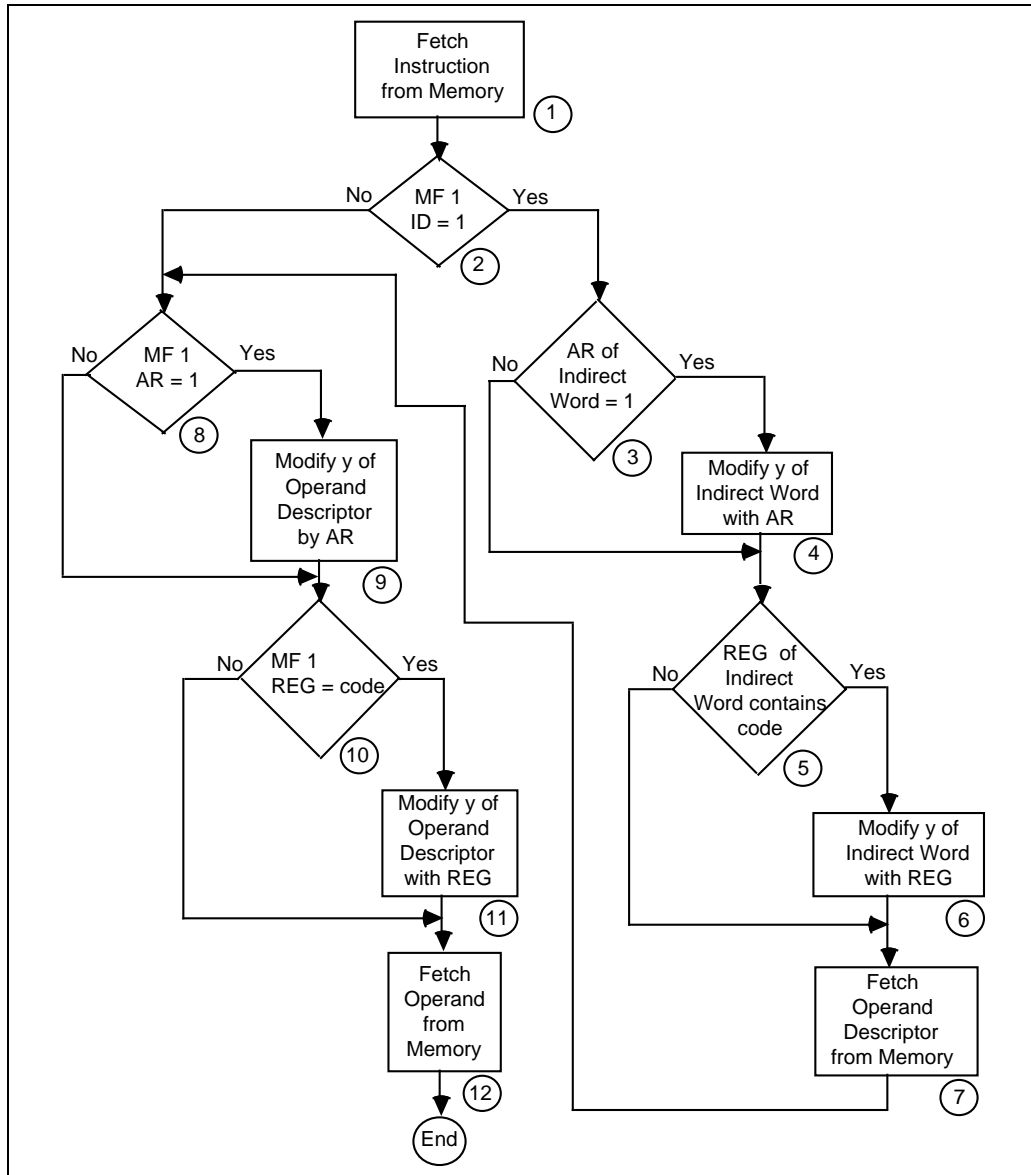 Fetch
Instruction
from Memory
1
No
MF 1
ID = 1
Yes
2
No
MF 1
AR = 1
Yes
8
No
AR of
Indirect
Word = 1
Yes
3
Modify y of
Operand
Descriptor
by AR
9
Modify y of
Indirect Word
with AR
4
No
MF 1
REG = code
Yes
10
No
REG of
Indirect
Word contains
code
Yes
5
Modify y of
Operand
Descriptor
with REG
11
Modify y of
Indirect Word
with REG
6
Fetch
Operand
from
Memory
12
Fetch
Operand
Descriptor
from Memory
7
End